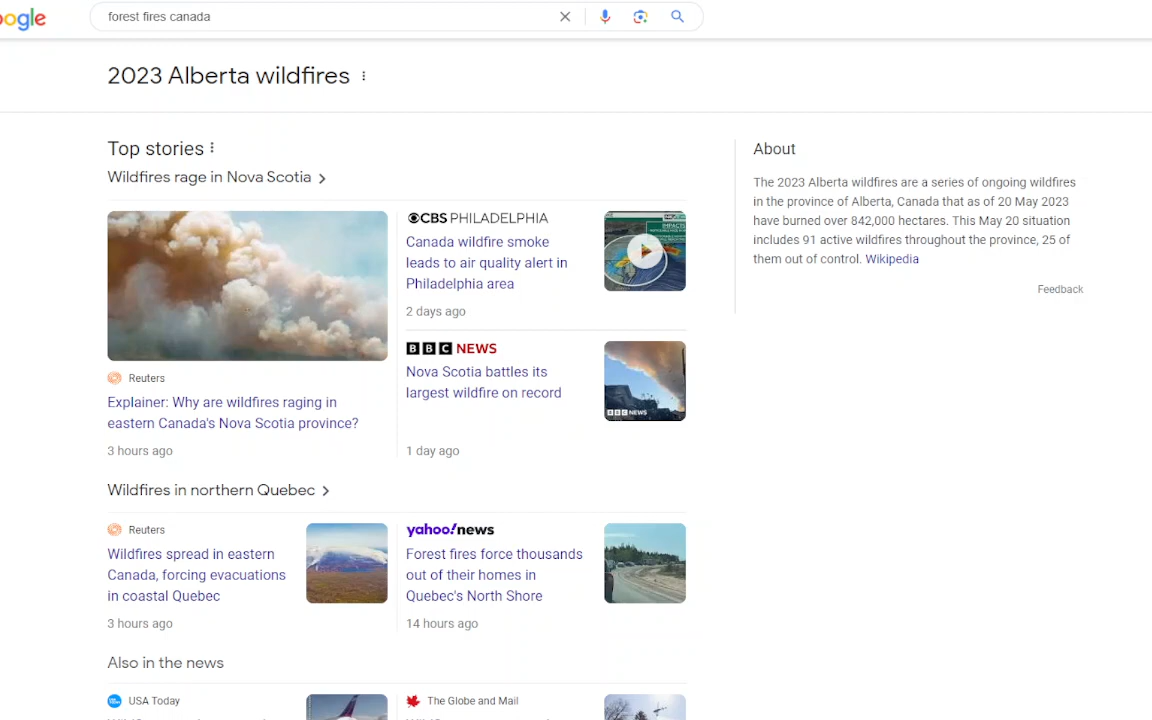 ogle
forest fires canada
2023 Alberta wildfires
Top stories
Wildfires rage in Nova Scotia
Reuters
Explainer: Why are wildfires raging in
eastern Canada's Nova Scotia province?
3 hours ago
CBS PHILADELPHIA
Canada wildfire smoke
leads to air quality alert in
Philadelphia area
2 days ago
IMPACTS
BBC NEWS
Nova Scotia battles its
largest wildfire on record
1 day ago
BBC NEWS
Wildfires in northern Quebec
Reuters
Wildfires spread in eastern
Canada, forcing evacuations
in coastal Quebec
3 hours ago
yahoo!news
Forest fires force thousands
out of their homes in
Quebec's North Shore
14 hours ago
Also in the news
USA Today
The Globe and Mail
About
The 2023 Alberta wildfires are a series of ongoing wildfires
in the province of Alberta, Canada that as of 20 May 2023
have burned over 842,000 hectares. This May 20 situation
includes 91 active wildfires throughout the province, 25 of
them out of control. Wikipedia
Feedback